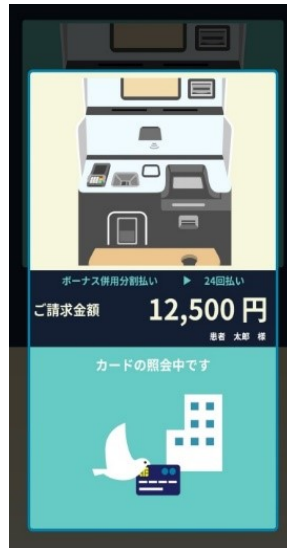 ボーナス併用分割払い ▶ 24回払い
ご請求金額 12,500 円
患者 太郎 様
カードの照会中です